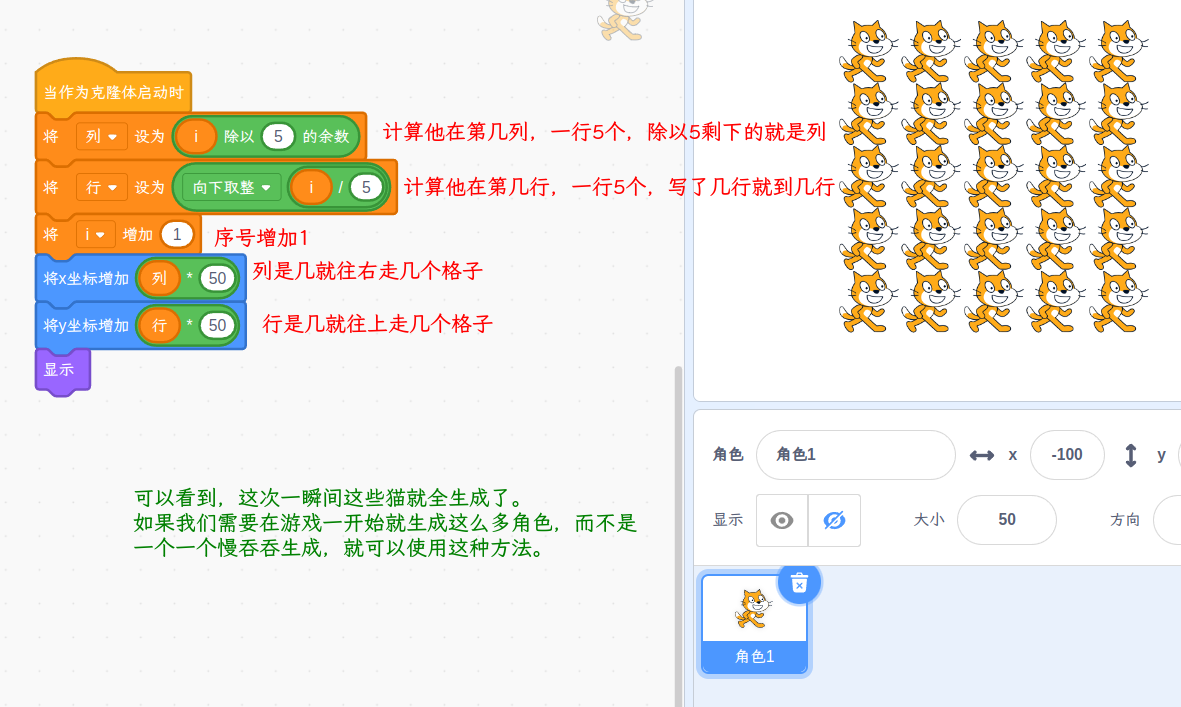 当作为克隆体启动时
将 列 设为 i 除以 5 的余数 计算他在第几列，一行5个，除以5剩下的就是列
将 行 设为 向下取整 i / 5 计算他在第几行，一行5个，写了几行就到几行
将 i 增加 1 序号增加1
将x坐标增加 列 * 50 列是几就往右走几个格子
将y坐标增加 行 * 50 行是几就往上走几个格子
显示
可以看到，这次一瞬间这些猫就全生成了。
如果我们需要在游戏一开始就生成这么多角色，而不是
一个一个慢吞吞生成，就可以使用这种方法。
角色 角色1 x -100 y
显示 大小 50 方向
角色1